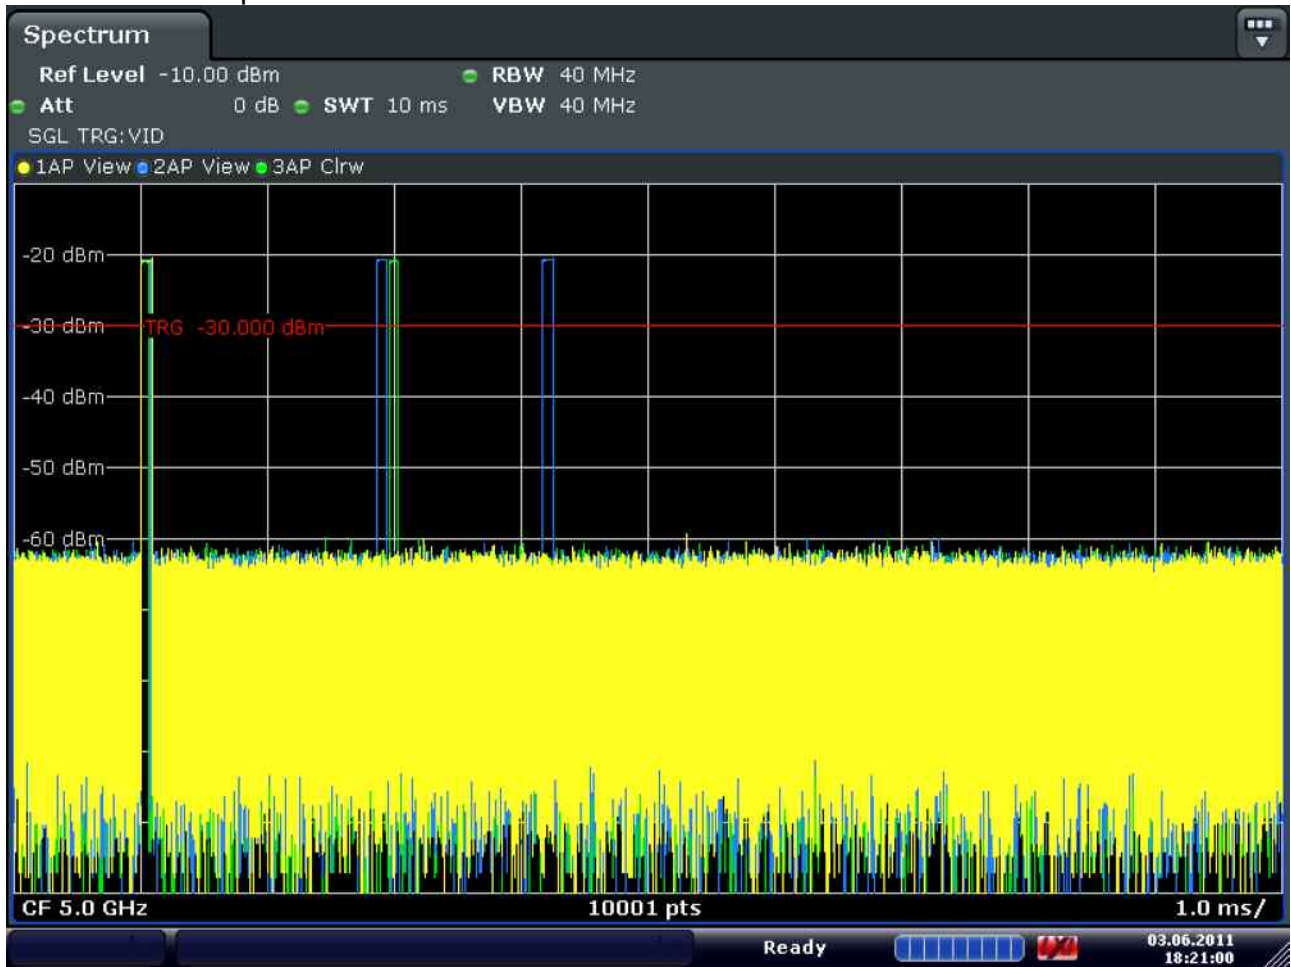 Spectrum
Ref Level -10.00 dBm RBW 40 MHz
Att 0 dB SWT 10 ms VBW 40 MHz
SGL TRG:VID
1AP View 2AP View 3AP Clrw
-20 dBm
-30 dBm TRG -30.000 dBm
-40 dBm
-50 dBm
-60 dBm
CF 5.0 GHz 10001 pts 1.0 ms/
Ready 03.06.2011
18:21:00